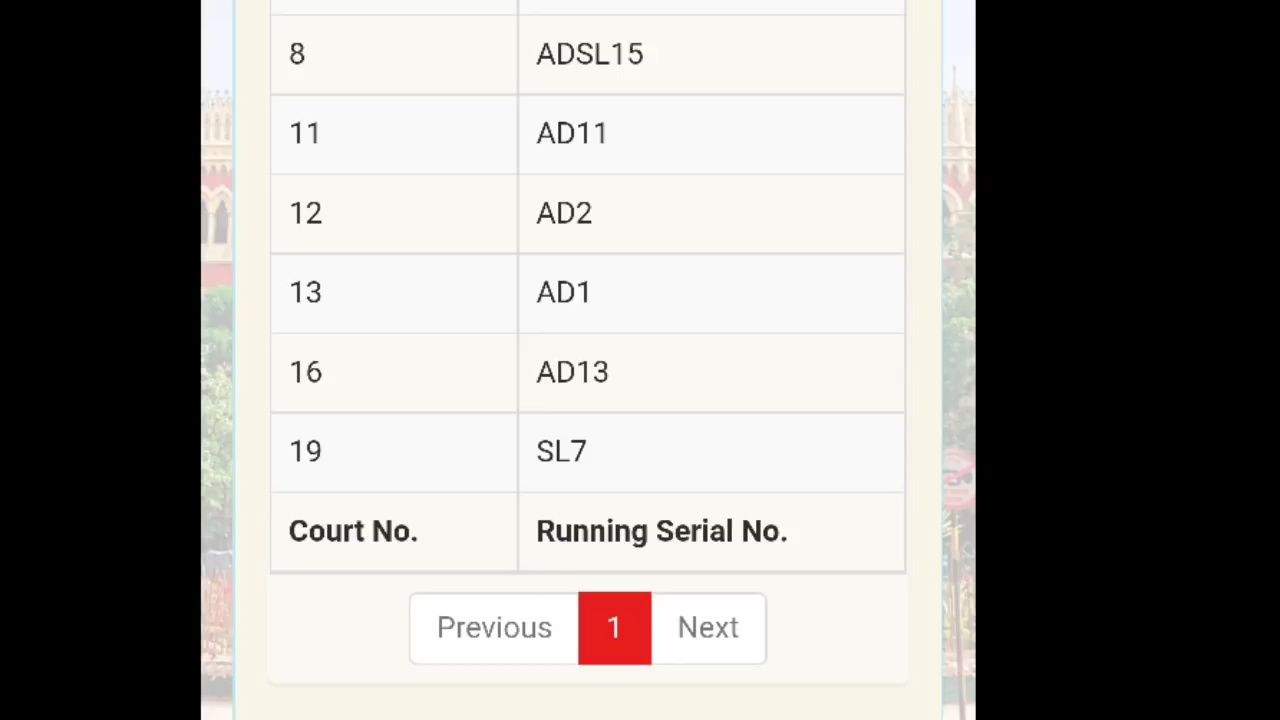 8 ADSL15
11 AD11
12 AD2
13 AD1
16 AD13
19 SL7
Court No. Running Serial No.
Previous 1 Next